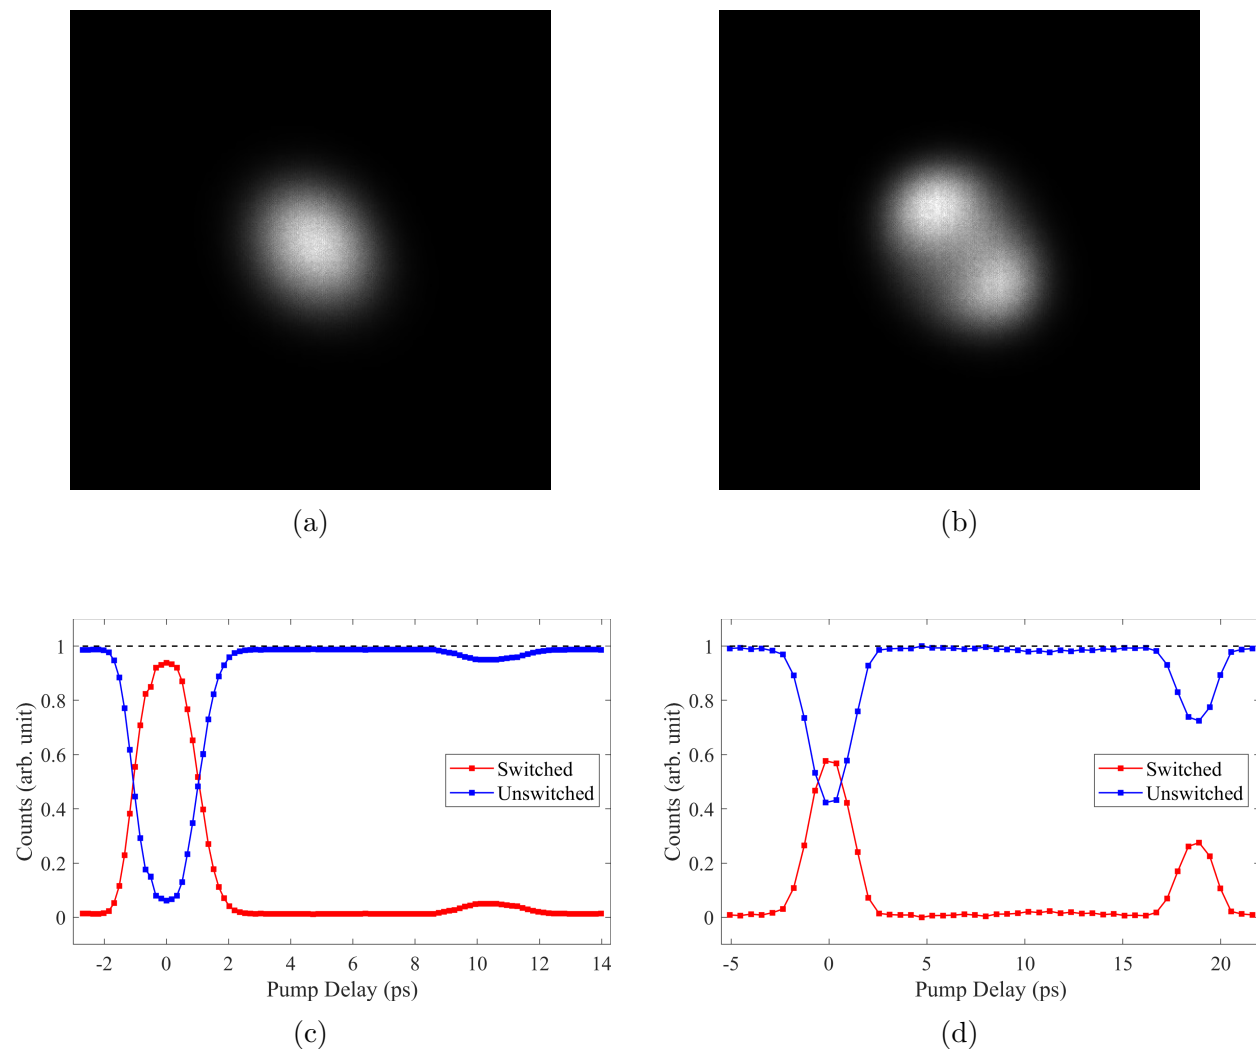 (a)
(b)
1
0.8
0.6
0.4
0.2
0
Counts (arb. unit)
Switched
Unswitched
-2 0 2 4 6 8 10 12 14
Pump Delay (ps)
(c)
1
0.8
0.6
0.4
0.2
0
Counts (arb. unit)
Switched
Unswitched
-5 0 5 10 15 20
Pump Delay (ps)
(d)